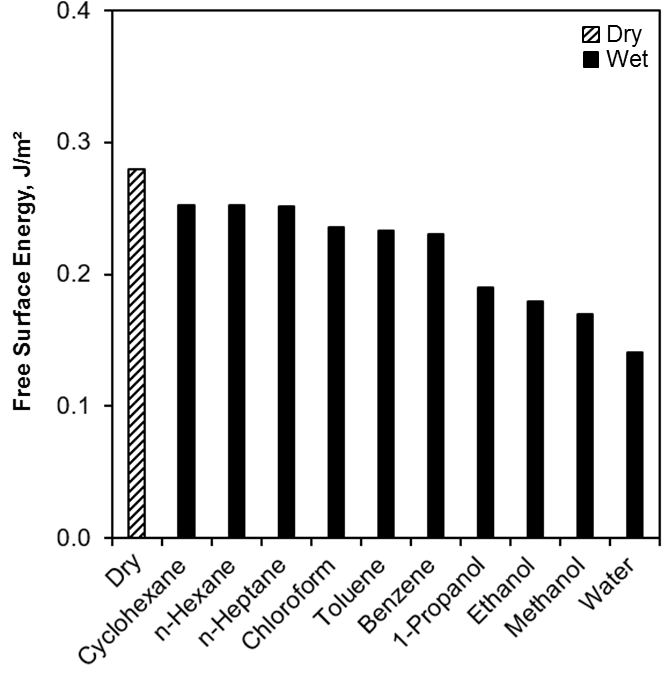 0.4
0.3
0.2
0.1
0.0
Free Surface Energy, J/m²
Dry
Wet
Dry
Cyclohexane
n-Hexane
n-Heptane
Chloroform
Toluene
Benzene
1-Propanol
Ethanol
Methanol
Water